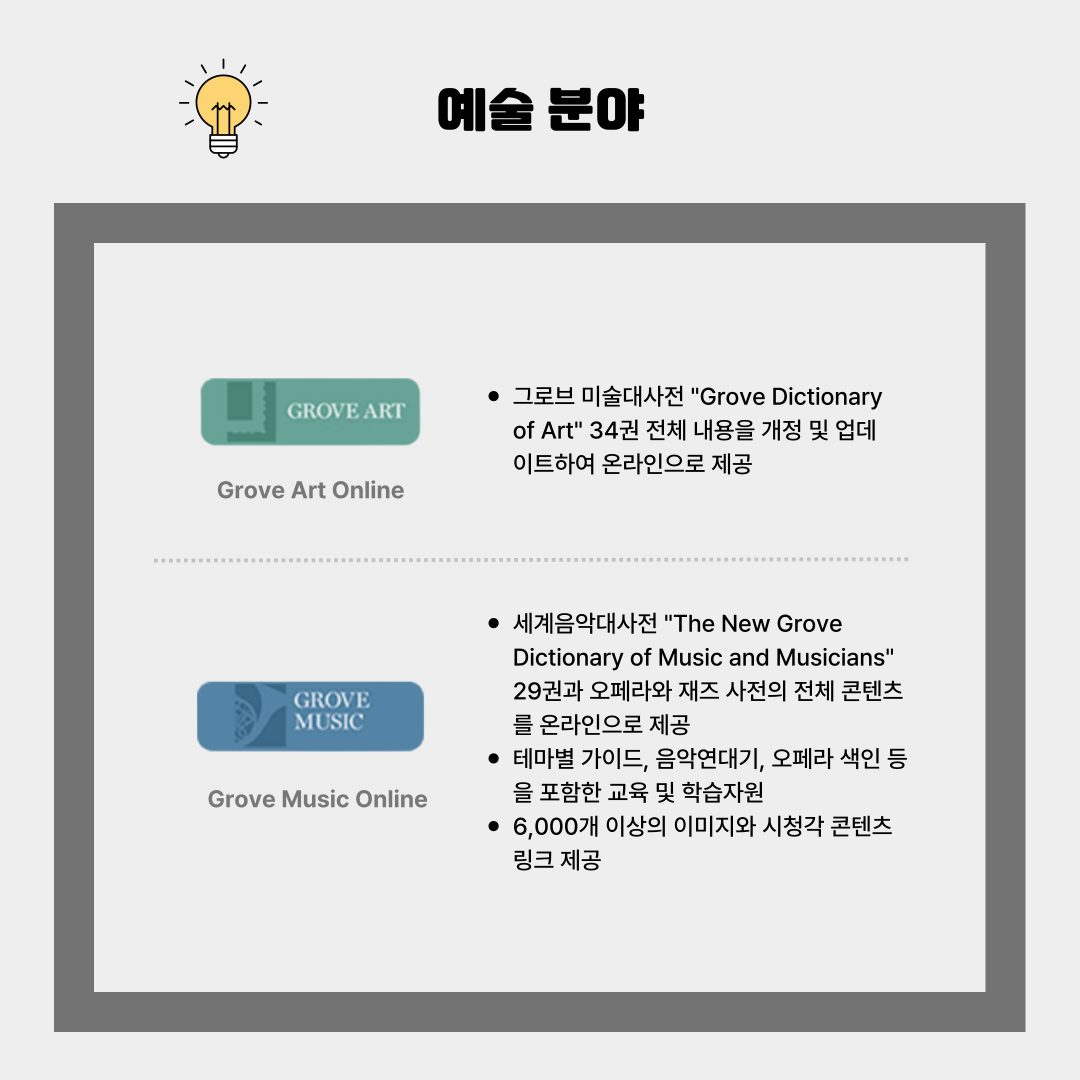 예술 분야
GROVE ART
Grove Art Online
• 그로브 미술대사전 "Grove Dictionary
of Art" 34권 전체 내용을 개정 및 업데
이트하여 온라인으로 제공
GROVE
MUSIC
Grove Music Online
• 세계음악대사전 "The New Grove
Dictionary of Music and Musicians"
29권과 오페라와 재즈 사전의 전체 콘텐츠
를 온라인으로 제공
• 테마별 가이드, 음악연대기, 오페라 색인 등
을 포함한 교육 및 학습자원
• 6,000개 이상의 이미지와 시청각 콘텐츠
링크 제공